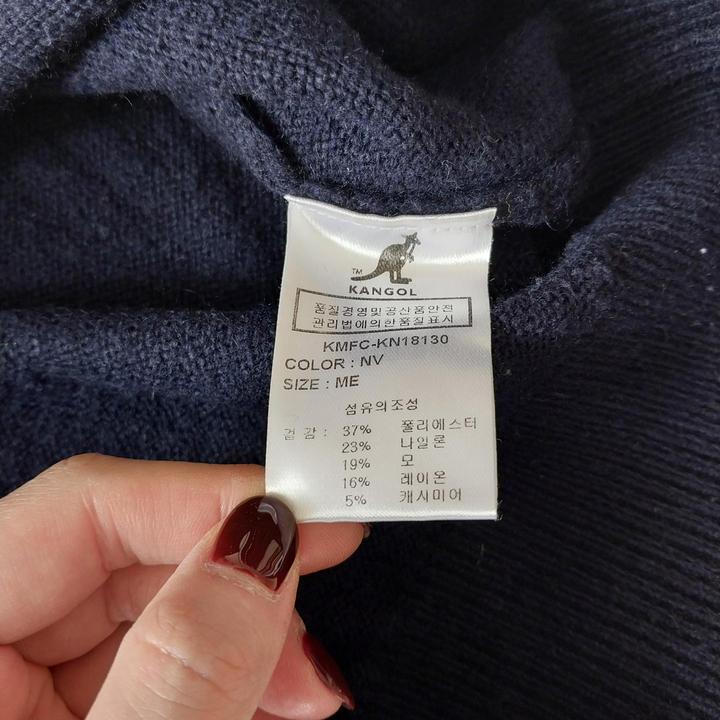 TM
KANGOL
품질경영및공산품안전
관리법에의한품질표시
KMFC-KN18130
COLOR : NV
SIZE : ME
섬유의조성
겉감 : 37% 폴리에스터
23% 나일론
19% 모
16% 레이온
5% 캐시미어